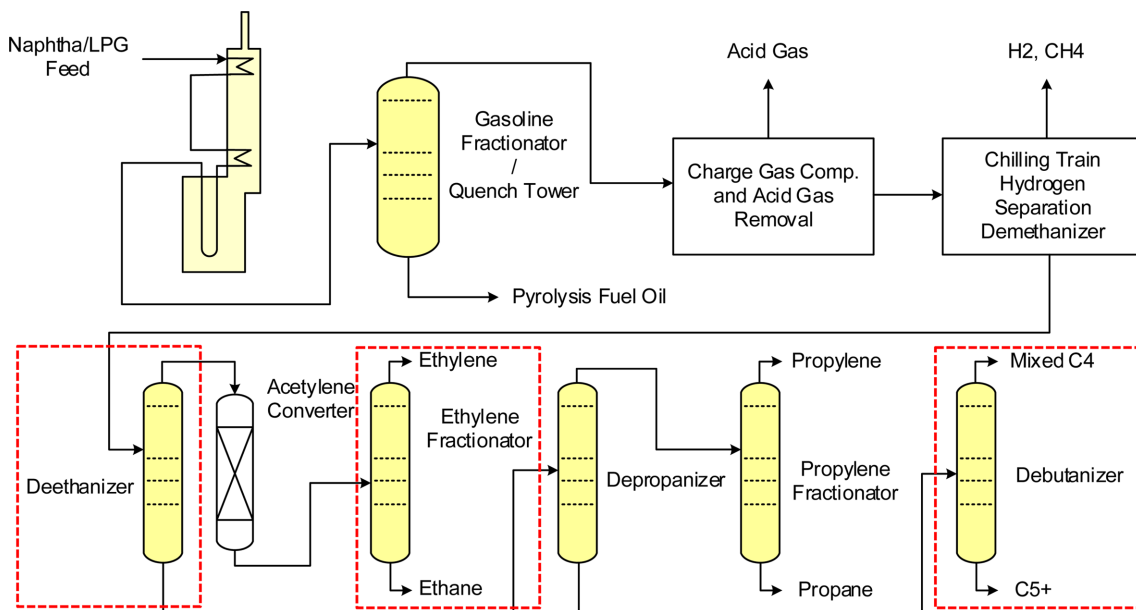 Naphtha/LPG
Feed
Gasoline
Fractionator
/
Quench Tower
Pyrolysis Fuel Oil
Acid Gas
Charge Gas Comp.
and Acid Gas
Removal
H2, CH4
Chilling Train
Hydrogen
Separation
Demethanizer
Deethanizer
Acetylene
Converter
Ethylene
Ethylene
Fractionator
Ethane
Depropanizer
Propylene
Propylene
Fractionator
Propane
Mixed C4
Debutanizer
C5+